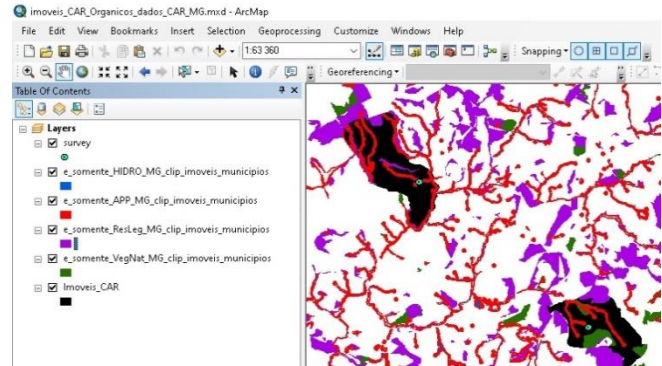 imoveis_CAR_Organicos_dados_CAR_MG.mxd - ArcMap
File Edit View Bookmarks Insert Selection Geoprocessing Customize Windows Help
1:63 360 Snapping
Georeferencing
Table Of Contents
Layers
survey
e_somente_HIDRO_MG_clip_imoveis_municipios
e_somente_APP_MG_clip_imoveis_municipios
e_somente_ResLeg_MG_clip_imoveis_municipios
e_somente_VegNat_MG_clip_imoveis_municipios
Imoveis_CAR